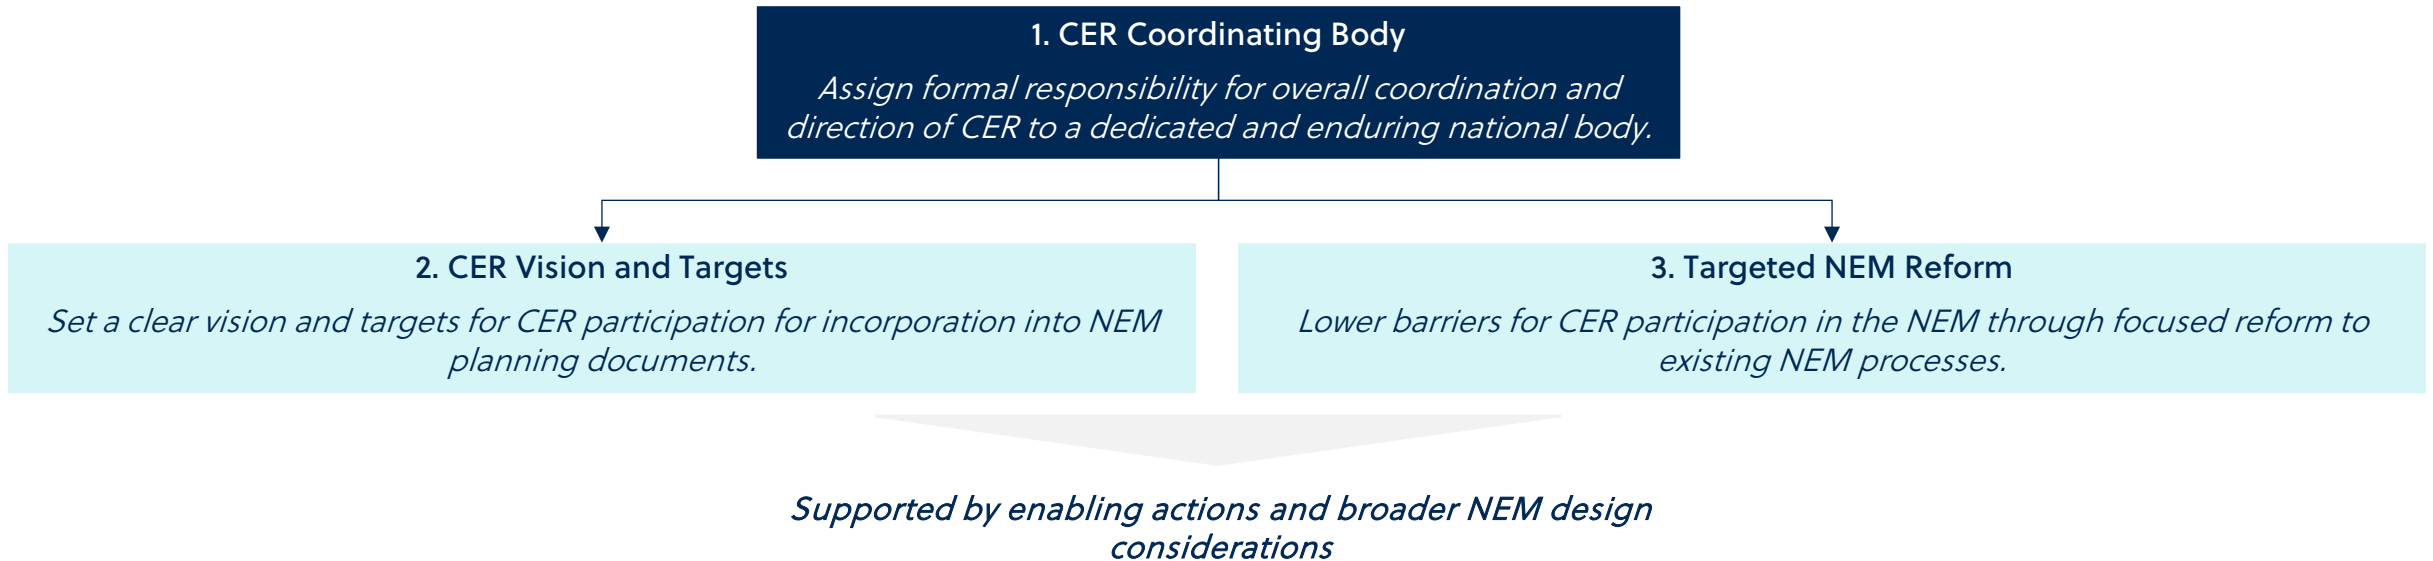 1. CER Coordinating Body
Assign formal responsibility for overall coordination and
direction of CER to a dedicated and enduring national body.
2. CER Vision and Targets
Set a clear vision and targets for CER participation for incorporation into NEM
planning documents.
3. Targeted NEM Reform
Lower barriers for CER participation in the NEM through focused reform to
existing NEM processes.
Supported by enabling actions and broader NEM design
considerations